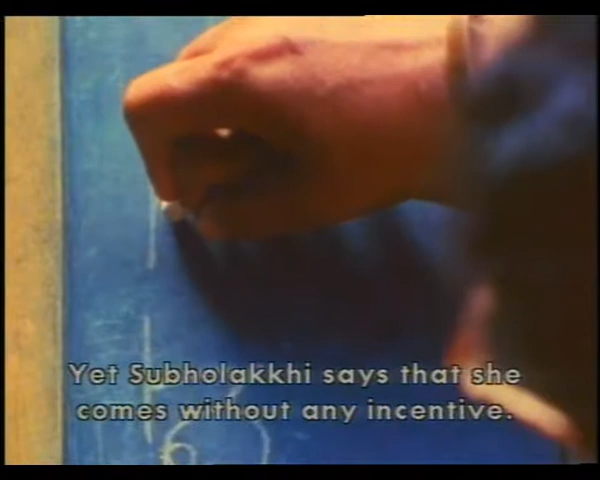 Yet Subholakkhi says that she
comes without any incentive.